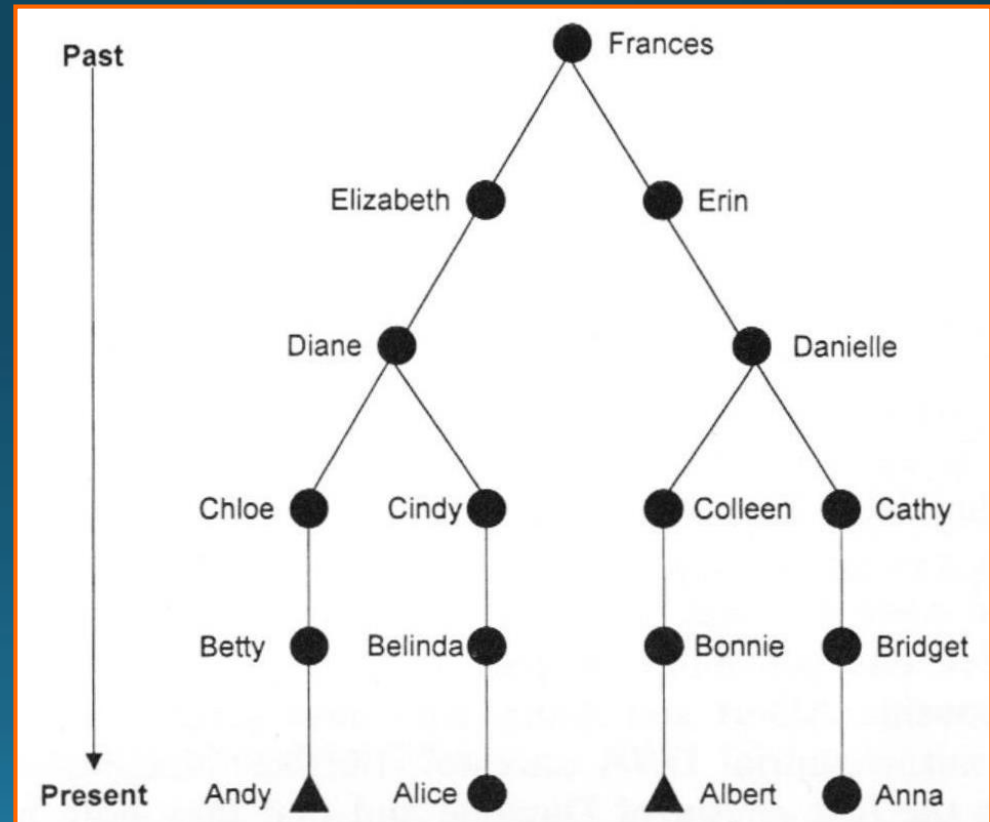 Past
Frances
Elizabeth Erin
Diane Danielle
Chloe Cindy Colleen Cathy
Betty Belinda Bonnie Bridget
Present Andy Alice Albert Anna